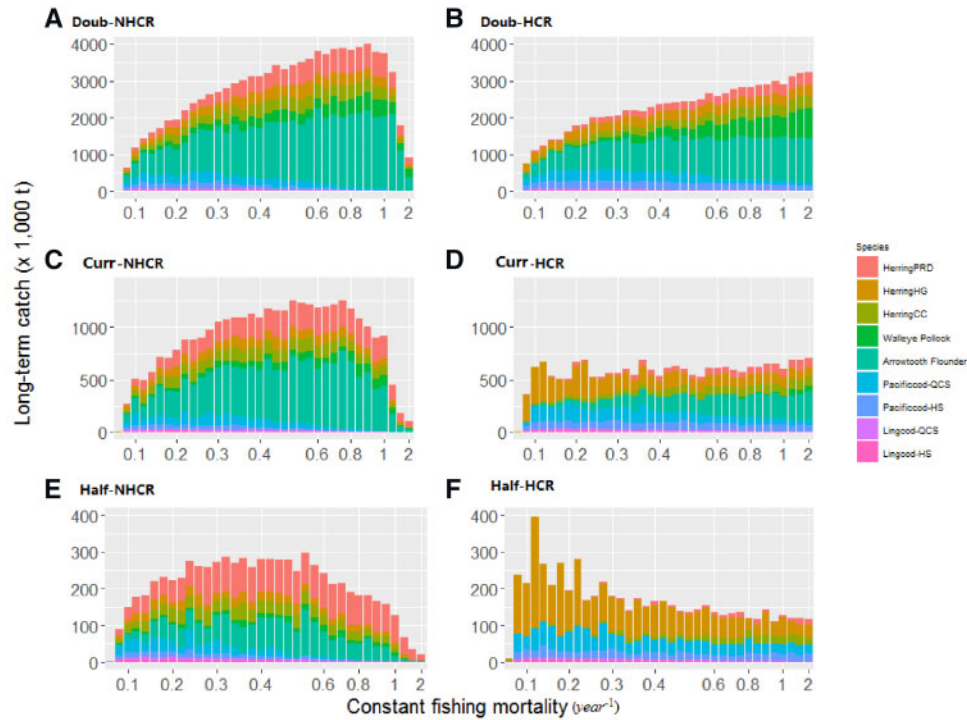 A Doub-NHCR
4000
3000
2000
1000
0
0.1 0.2 0.3 0.4 0.6 0.8 1 2
B Doub-HCR
4000
3000
2000
1000
0
0.1 0.2 0.3 0.4 0.6 0.8 1 2
C Curr-NHCR
1000
500
0
0.1 0.2 0.3 0.4 0.6 0.8 1 2
D Curr-HCR
1000
500
0
0.1 0.2 0.3 0.4 0.6 0.8 1 2
E Half-NHCR
400
300
200
100
0
0.1 0.2 0.3 0.4 0.6 0.8 1 2
F Half-HCR
400
300
200
100
0
0.1 0.2 0.3 0.4 0.6 0.8 1 2
Long-term catch (x 1,000 t)
Constant fishing mortality (year-1)
Species
HerringPRD
HerringHG
HerringCC
Walleye Pollock
Arrowtooth Flounder
Pacificcod-QCS
Pacificcod-HS
Lingcod-QCS
Lingcod-HS